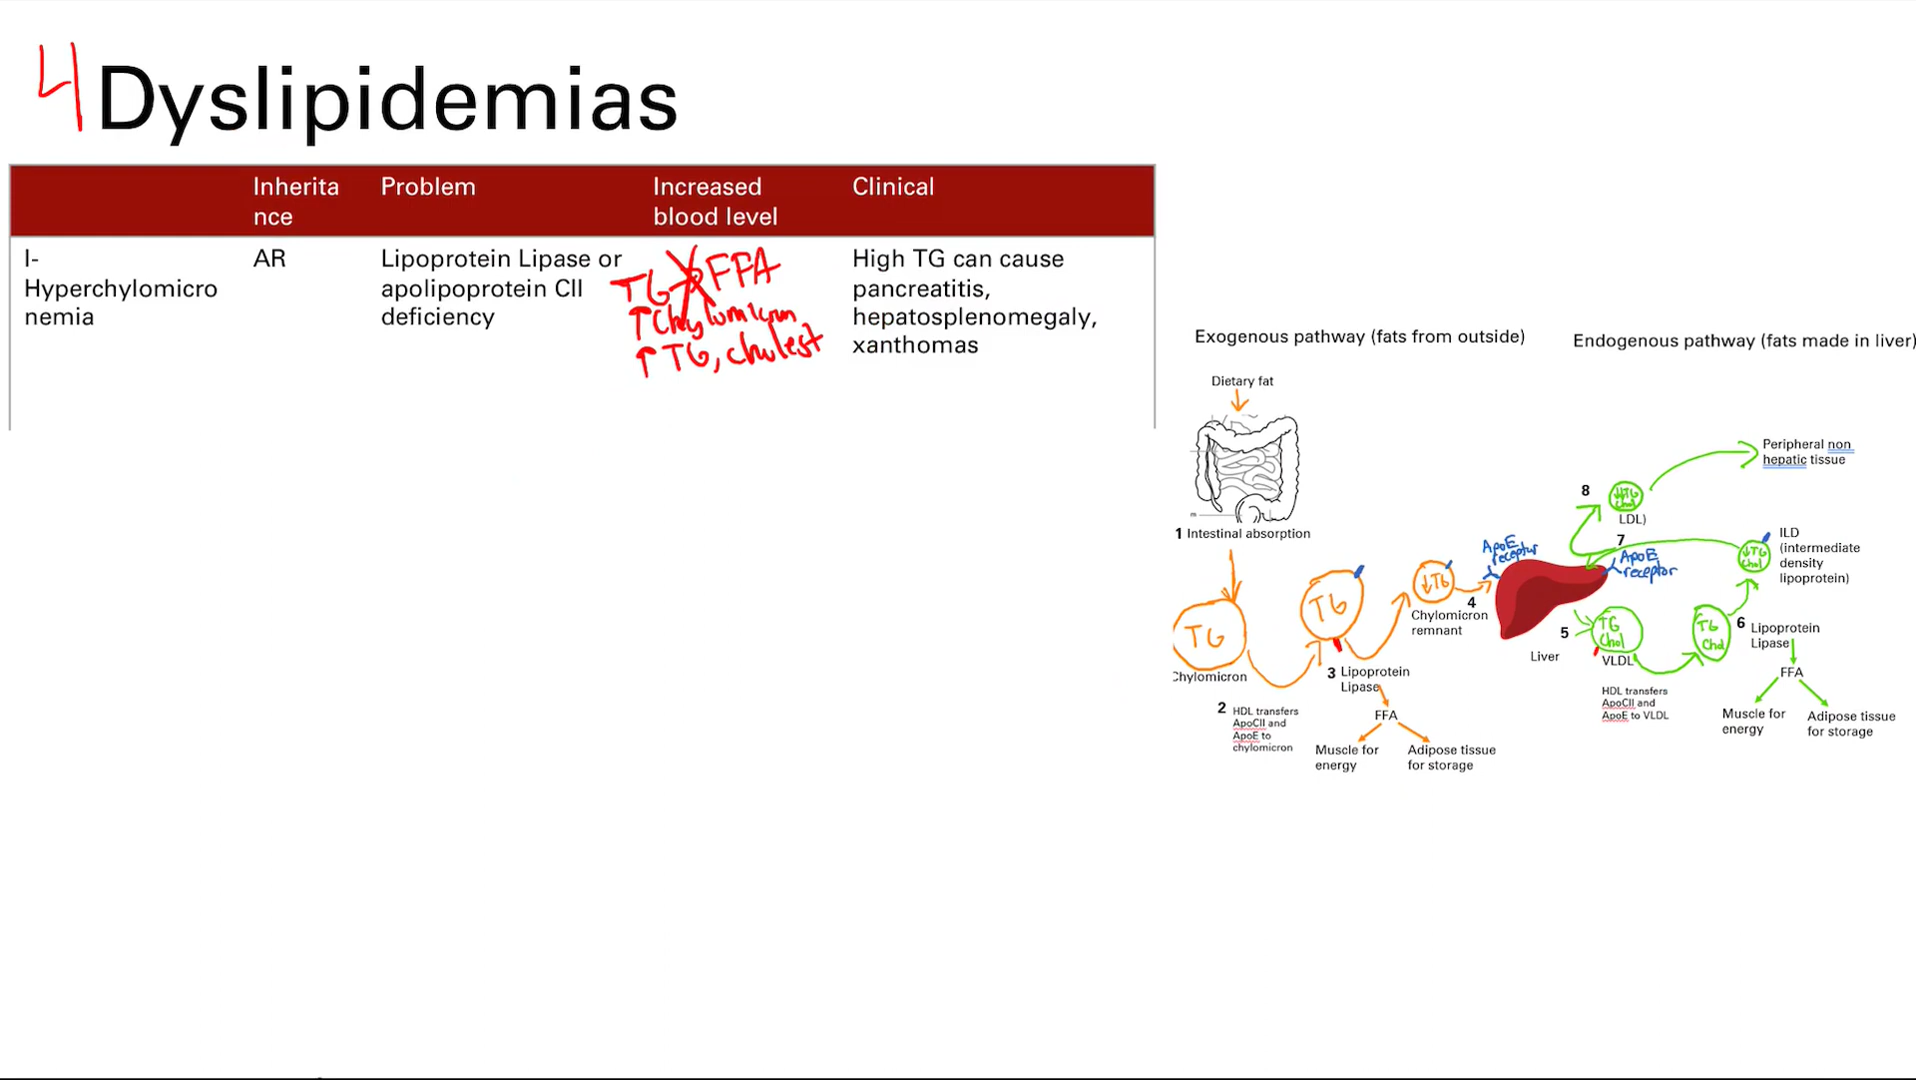 4 Dyslipidemias
Inherita
nce
Problem
Increased
blood level
Clinical
I-
Hyperchylomicro
nemia
AR
Lipoprotein Lipase or
apolipoprotein CII
deficiency
TG FFA
↑ Chylomicron
↑ TG, cholest
High TG can cause
pancreatitis,
hepatosplenomegaly,
xanthomas
Exogenous pathway (fats from outside)
Dietary fat
1 Intestinal absorption
TG
Chylomicron
2 HDL transfers
ApoCII and
ApoE to
chylomicron
TG
3 Lipoprotein
Lipase
FFA
Muscle for
energy
Adipose tissue
for storage
↓TG
Chylomicron
remnant
4
ApoE
receptor
Liver
Endogenous pathway (fats made in liver)
5
TG
Chol
VLDL
HDL transfers
ApoCII and
ApoE to VLDL
TG
Chol
6 Lipoprotein
Lipase
FFA
Muscle for
energy
Adipose tissue
for storage
↓TG
Chol
ILD
(intermediate
density
lipoprotein)
7
ApoE
receptor
8
↓TG
Chol
LDL)
Peripheral non
hepatic tissue